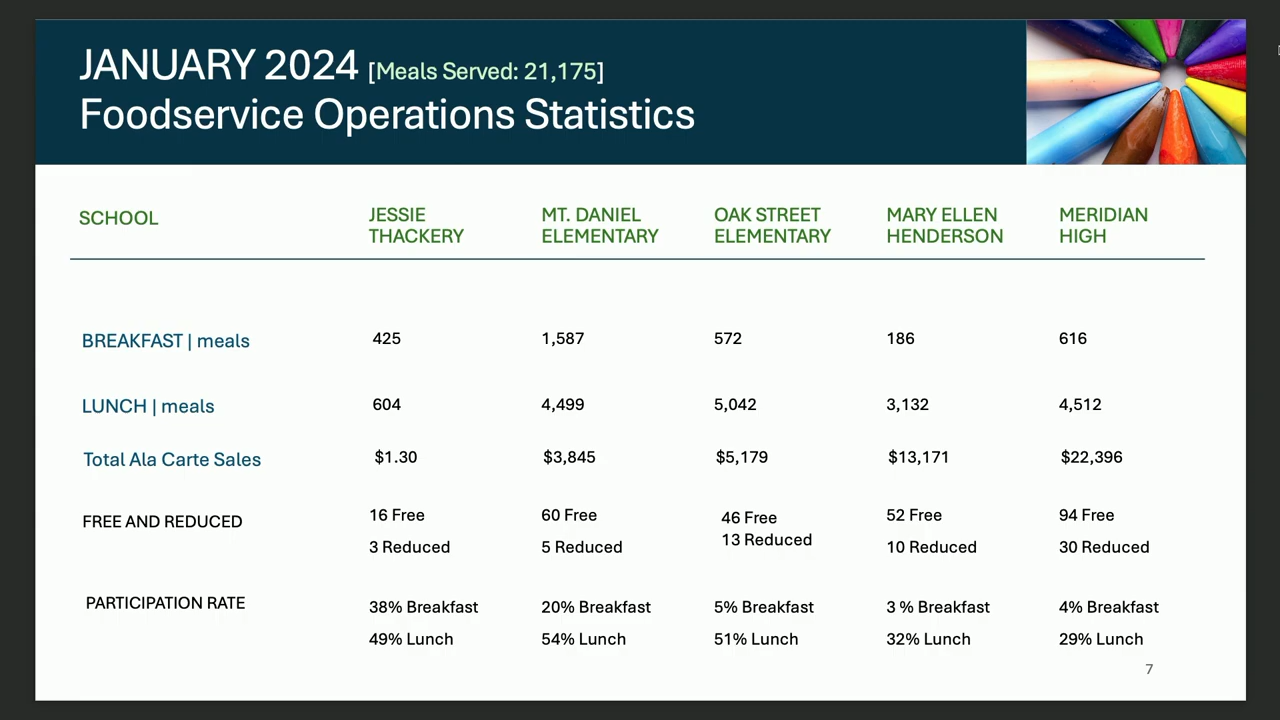 JANUARY 2024 [Meals Served: 21,175]
Foodservice Operations Statistics
SCHOOL
JESSIE THACKERY
MT. DANIEL ELEMENTARY
OAK STREET ELEMENTARY
MARY ELLEN HENDERSON
MERIDIAN HIGH
BREAKFAST | meals 425 1,587 572 186 616
LUNCH | meals 604 4,499 5,042 3,132 4,512
Total Ala Carte Sales $1.30 $3,845 $5,179 $13,171 $22,396
FREE AND REDUCED
16 Free 60 Free 46 Free 52 Free 94 Free
3 Reduced 5 Reduced 13 Reduced 10 Reduced 30 Reduced
PARTICIPATION RATE
38% Breakfast 20% Breakfast 5% Breakfast 3 % Breakfast 4% Breakfast
49% Lunch 54% Lunch 51% Lunch 32% Lunch 29% Lunch
7